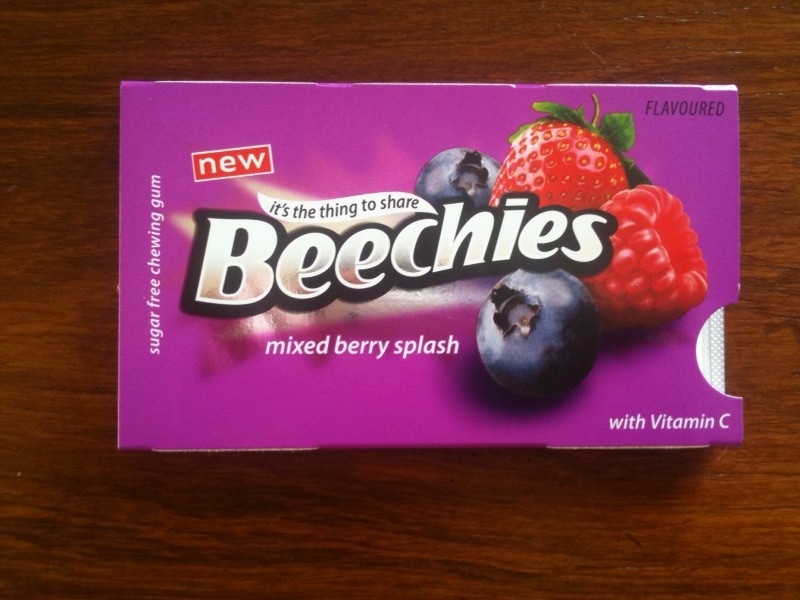 FLAVOURED
new
it's the thing to share
Beechies
mixed berry splash
sugar free chewing gum
with Vitamin C